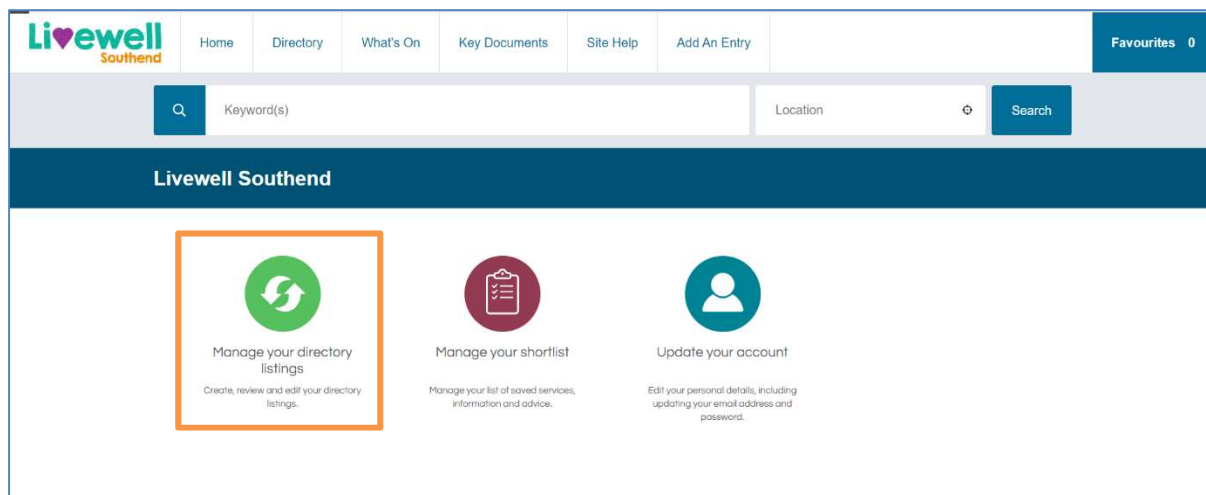 Livewell
Southend
Home Directory What's On Key Documents Site Help Add An Entry Favourites 0
Keyword(s) Location Search
Livewell Southend
Manage your directory
listings
Create, review and edit your directory
listings.
Manage your shortlist
Manage your list of saved services,
information and advice.
Update your account
Edit your personal details, including
updating your email address and
password.